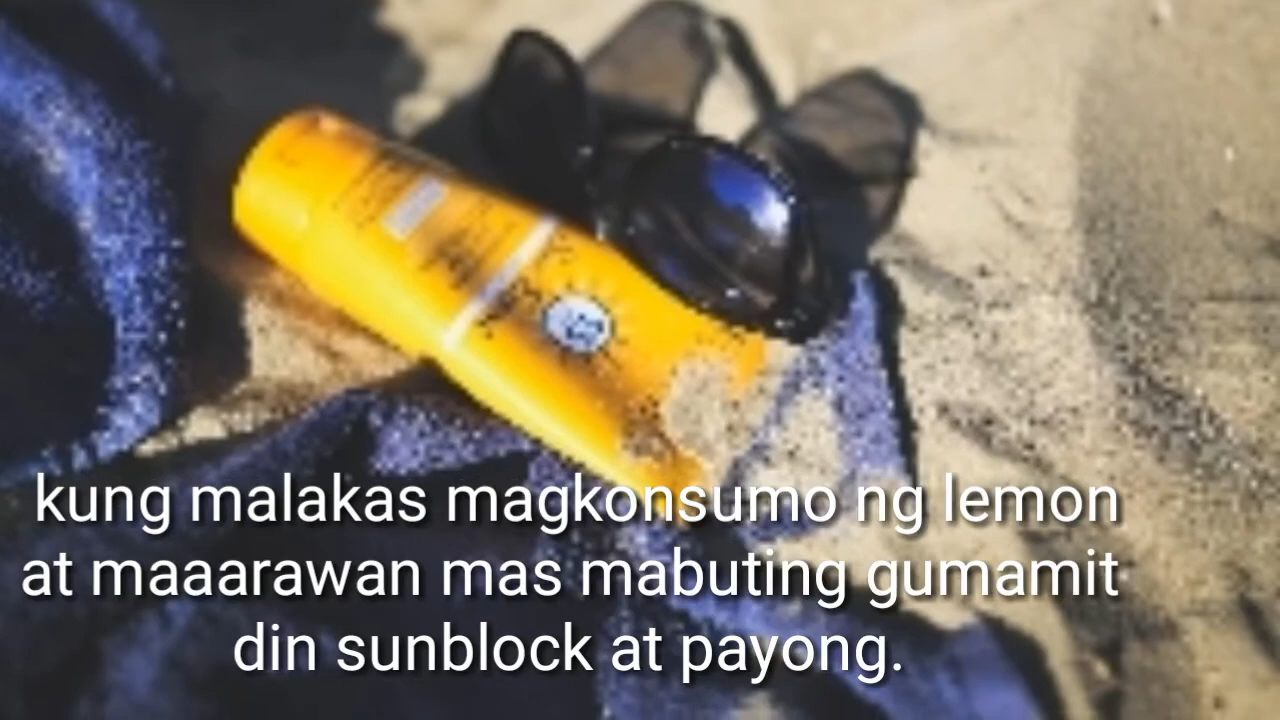 kung malakas magkonsumo ng lemon
at maaarawan mas mabuting gumamit
din sunblock at payong.